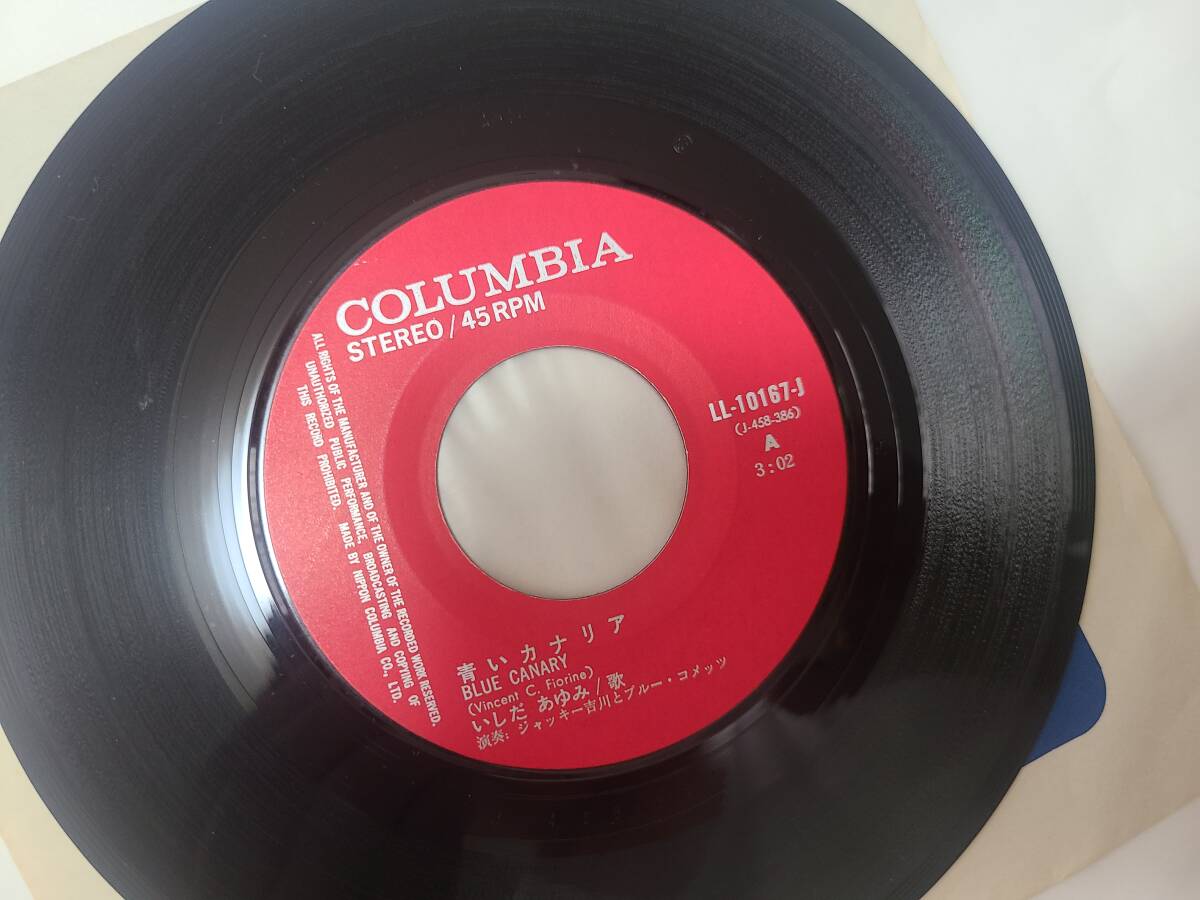 COLUMBIA
STEREO / 45 RPM
LL-10167-J
(J-458-386)
A
3:02
ALL RIGHTS OF THE MANUFACTURER AND OF THE OWNER OF THE RECORDED WORK RESERVED.
UNAUTHORIZED PUBLIC PERFORMANCE, BROADCASTING AND COPYING OF
THIS RECORD PROHIBITED. MADE BY NIPPON COLUMBIA CO., LTD.
青いカナリア
BLUE CANARY
(Vincent C. Fiorine)
いしだ あゆみ / 歌
演奏: ジャッキー吉川とブルー・コメッツ